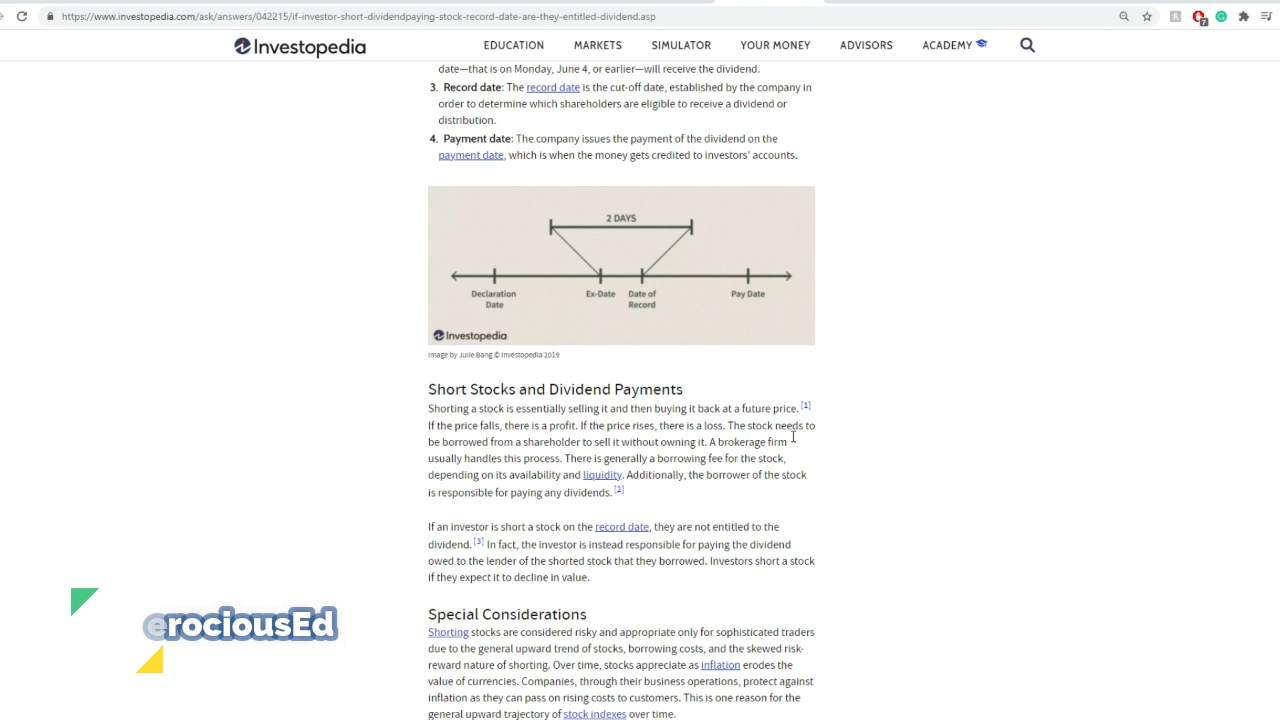 https://www.investopedia.com/ask/answers/042215/if-investor-short-dividendpaying-stock-record-date-are-they-entitled-dividend.asp
7
Investopedia EDUCATION MARKETS SIMULATOR YOUR MONEY ADVISORS ACADEMY
date—that is on Monday, June 4, or earlier—will receive the dividend.
3. Record date: The record date is the cut-off date, established by the company in
order to determine which shareholders are eligible to receive a dividend or
distribution.
4. Payment date: The company issues the payment of the dividend on the
payment date, which is when the money gets credited to investors' accounts.
2 DAYS
Declaration Date
Ex-Date
Date of Record
Pay Date
Investopedia
Image by Julie Bang © Investopedia 2019
Short Stocks and Dividend Payments
Shorting a stock is essentially selling it and then buying it back at a future price. [1]
If the price falls, there is a profit. If the price rises, there is a loss. The stock needs to
be borrowed from a shareholder to sell it without owning it. A brokerage firm
usually handles this process. There is generally a borrowing fee for the stock,
depending on its availability and liquidity. Additionally, the borrower of the stock
is responsible for paying any dividends. [2]
If an investor is short a stock on the record date, they are not entitled to the
dividend. [3] In fact, the investor is instead responsible for paying the dividend
owed to the lender of the shorted stock that they borrowed. Investors short a stock
if they expect it to decline in value.
erociousEd
Special Considerations
Shorting stocks are considered risky and appropriate only for sophisticated traders
due to the general upward trend of stocks, borrowing costs, and the skewed risk-
reward nature of shorting. Over time, stocks appreciate as inflation erodes the
value of currencies. Companies, through their business operations, protect against
inflation as they can pass on rising costs to customers. This is one reason for the
general upward trajectory of stock indexes over time.